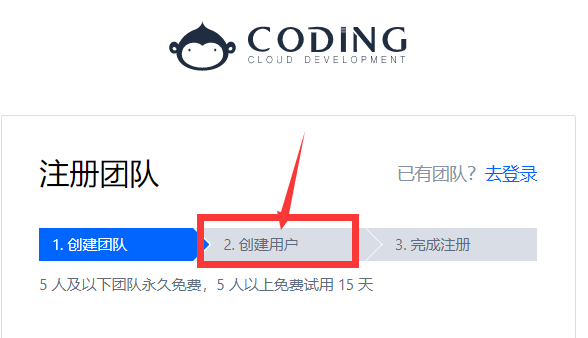 CODING
CLOUD DEVELOPMENT
注册团队 已有团队？去登录
1. 创建团队 2. 创建用户 3. 完成注册
5 人及以下团队永久免费，5 人以上免费试用 15 天